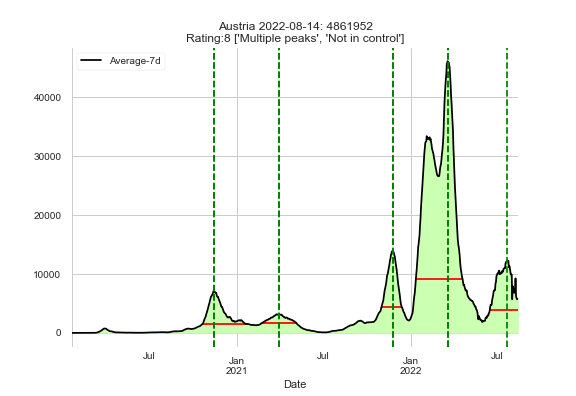 Austria 2022-08-14: 4861952
Rating:8 ['Multiple peaks', 'Not in control']
Average-7d
40000
30000
20000
10000
0
Jul
Jan
2021
Jul
Jan
2022
Jul
Date